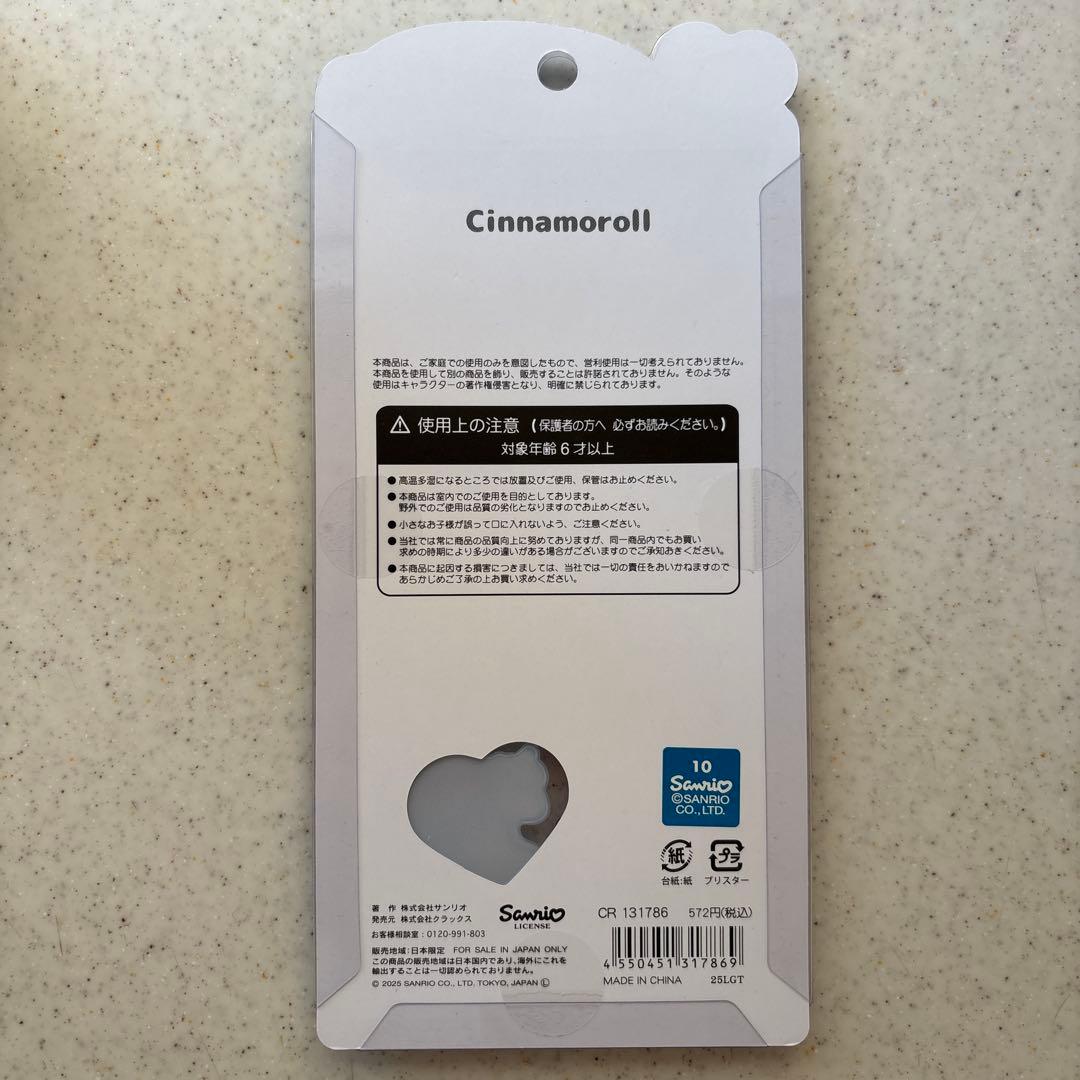 Cinnamoroll
本商品は、ご家庭での使用のみを意図したもので、営利使用は一切考えられておりません。
本商品を使用して別の商品を飾り、販売することは許諾されておりません。そのような
使用はキャラクターの著作権侵害となり、明確に禁じられております。
⚠ 使用上の注意 (保護者の方へ 必ずお読みください。)
対象年齢6才以上
●高温多湿になるところでは放置及びご使用、保管はお止めください。
●本商品は室内でのご使用を目的としております。
野外でのご使用は品質の劣化となりますのでお止めください。
●小さなお子様が誤って口に入れないよう、ご注意ください。
●当社では常に商品の品質向上に努めておりますが、同一商品内でもお買い
求めの時期により多少の違いがある場合がございますのでご承知おきください。
●本商品に起因する損害につきましては、当社では一切の責任をおいかねますので
あらかじめご了承の上お買い求めください。
10
Sanrio
©SANRIO
CO., LTD.
紙 プラ
台紙:紙 ブリスター
著 作 株式会社サンリオ
発売元 株式会社クラックス
お客様相談室:0120-991-803
Sanrio
LICENSE
CR 131786 572円(税込)
販売地域:日本限定 FOR SALE IN JAPAN ONLY
この商品の販売地域は日本国内であり、海外にこれを
輸出することは一切認められておりません。
© 2025 SANRIO CO., LTD. TOKYO, JAPAN Ⓛ
4 550451 317869
MADE IN CHINA 25LGT